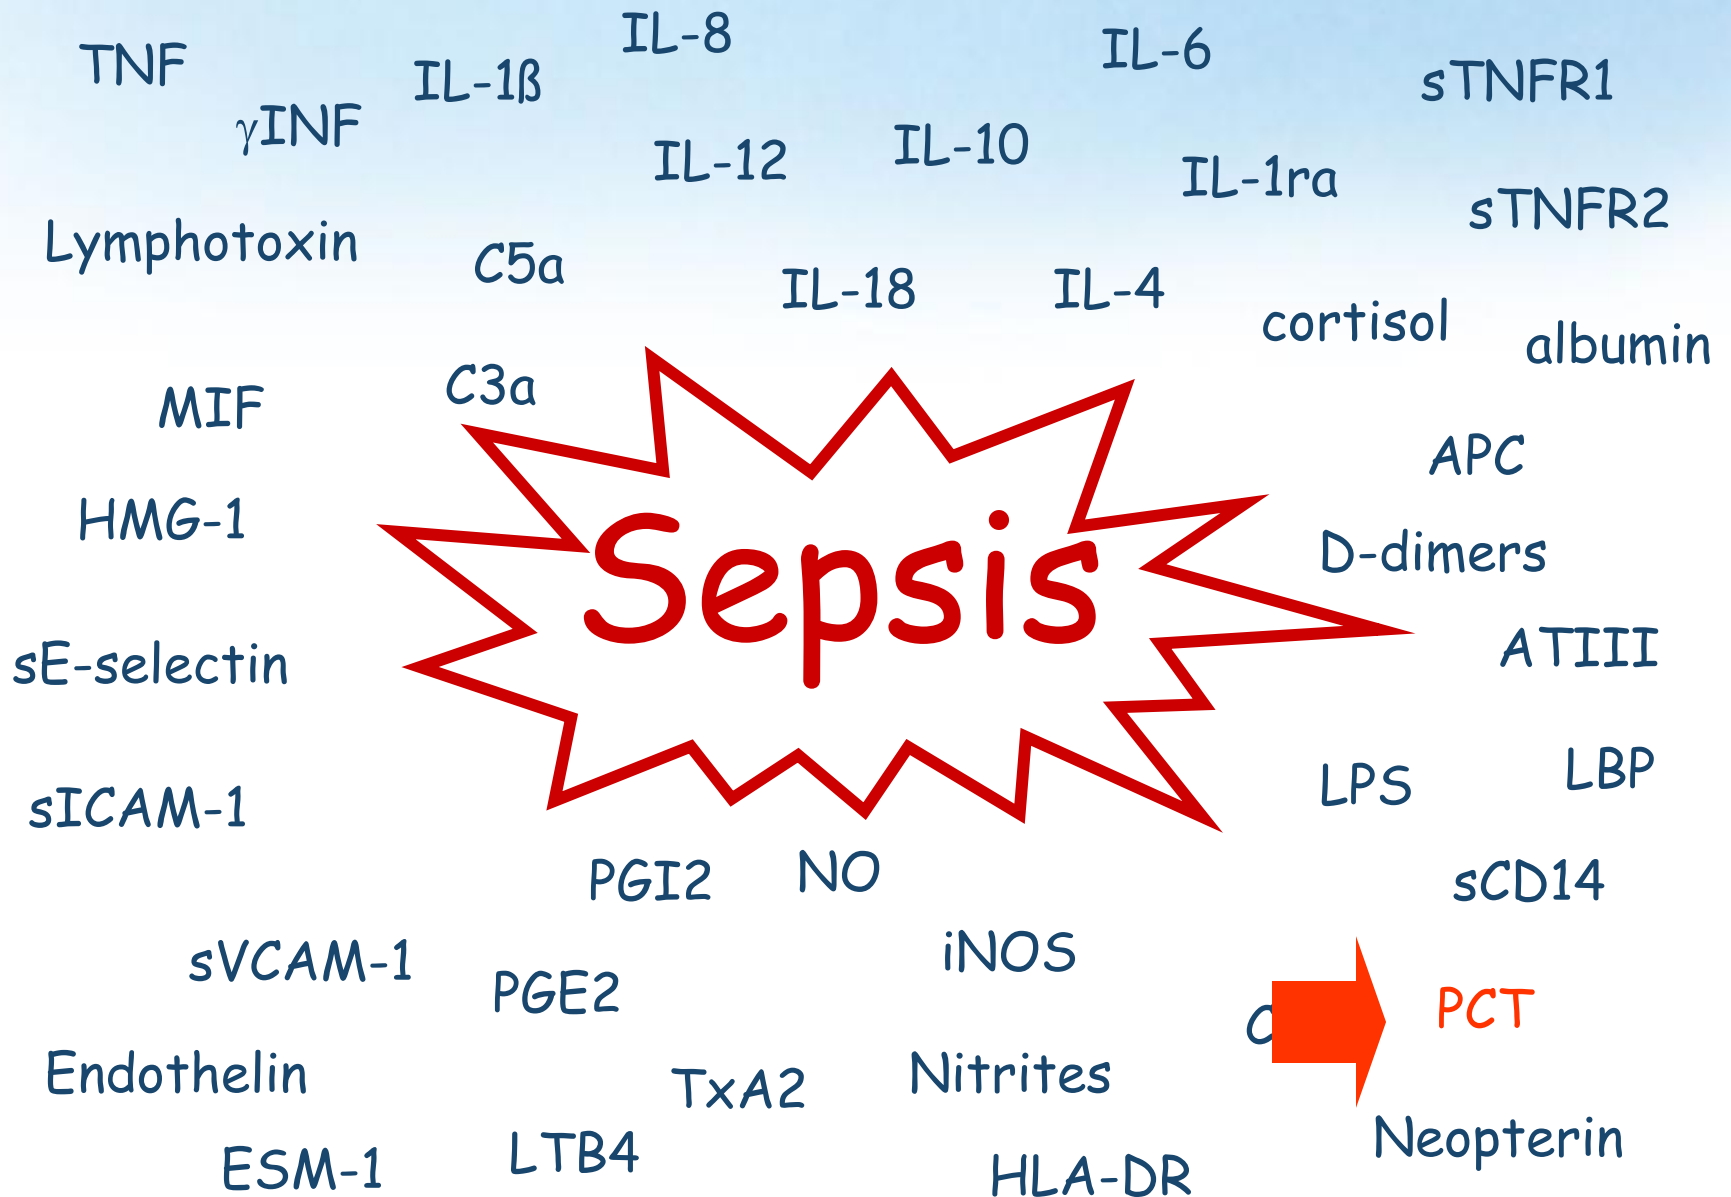 IL-8
TNF
IL-1ß
IL-6
sTNFR1
γINF
IL-12
IL-10
IL-1ra
sTNFR2
Lymphotoxin
C5a
IL-18
IL-4
cortisol
albumin
MIF
C3a
APC
HMG-1
Sepsis
D-dimers
sE-selectin
ATIII
sICAM-1
LPS
LBP
PGI2
NO
sCD14
sVCAM-1
PGE2
iNOS
PCT
Endothelin
TxA2
Nitrites
ESM-1
LTB4
HLA-DR
Neopterin